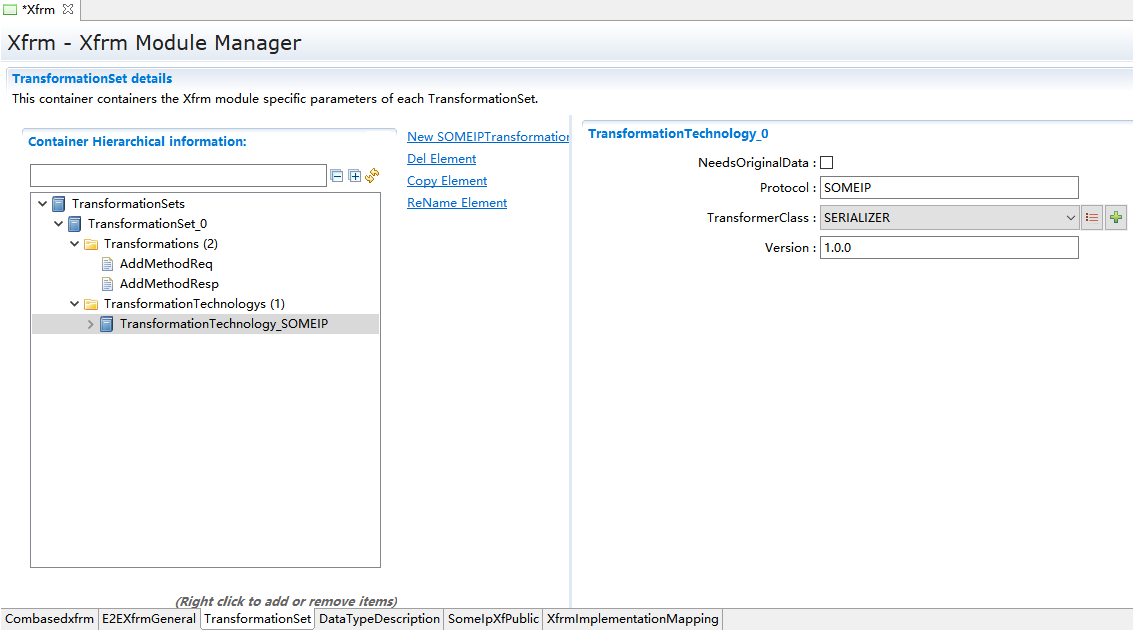 *Xfrm
Xfrm - Xfrm Module Manager
TransformationSet details
This container containers the Xfrm module specific parameters of each TransformationSet.
Container Hierarchical information:
TransformationSets
TransformationSet_0
Transformations (2)
AddMethodReq
AddMethodResp
TransformationTechnologys (1)
TransformationTechnology_SOMEIP
(Right click to add or remove items)
New SOMEIPTransformation
Del Element
Copy Element
ReName Element
TransformationTechnology_0
NeedsOriginalData :
Protocol : SOMEIP
TransformerClass : SERIALIZER
Version : 1.0.0
Combasedxfrm E2EXfrmGeneral TransformationSet DataTypeDescription SomeIpXfPublic XfrmImplementationMapping